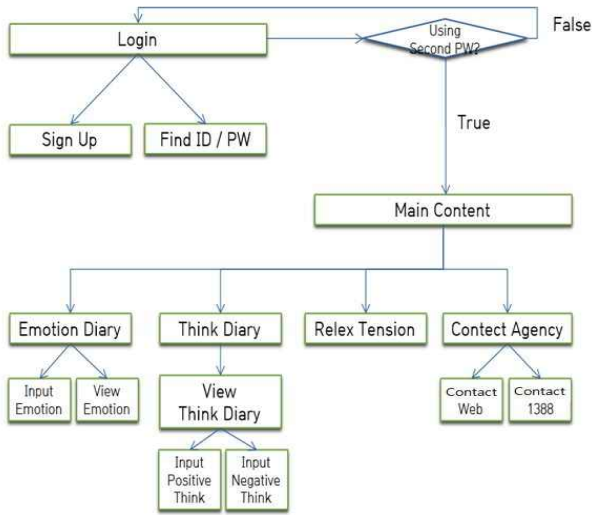 Login
Using
Second PW?
False
Sign Up
Find ID / PW
True
Main Content
Emotion Diary
Think Diary
Relex Tension
Contect Agency
Input
Emotion
View
Emotion
View
Think Diary
Contact
Web
Contact
1388
Input
Positive
Think
Input
Negative
Think